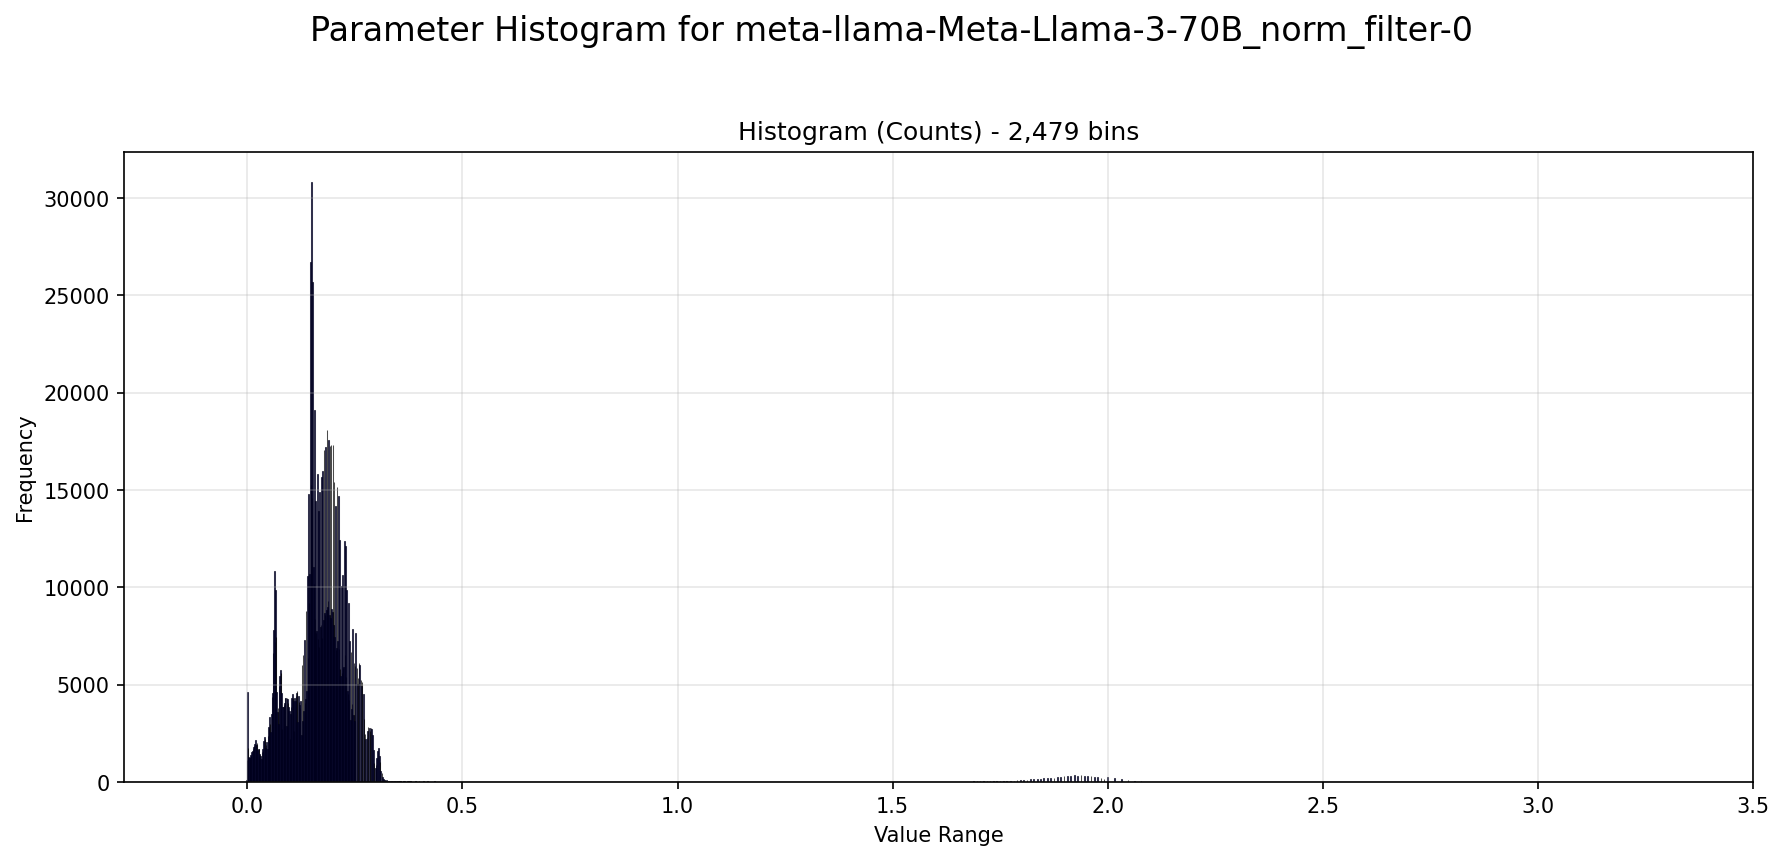 Parameter Histogram for meta-llama-Meta-Llama-3-70B_norm_filter-0
Histogram (Counts) - 2,479 bins
30000
25000
20000
15000
10000
5000
0
Frequency
0.0 0.5 1.0 1.5 2.0 2.5 3.0 3.5
Value Range